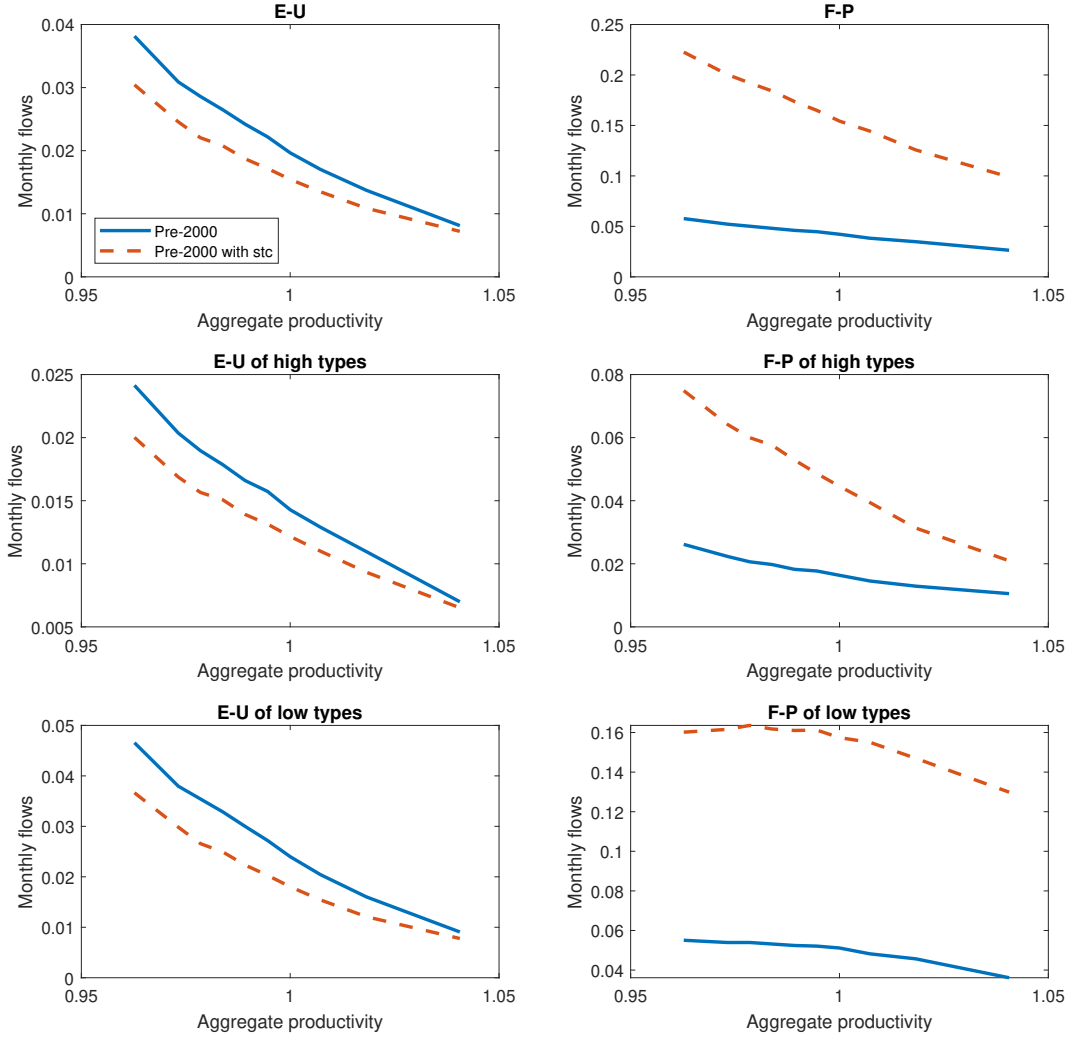 E-U
0.04
0.03
0.02
0.01
0
Monthly flows
Pre-2000
Pre-2000 with stc
0.95
1
1.05
Aggregate productivity
F-P
0.25
0.2
0.15
0.1
0.05
0
Monthly flows
0.95
1
1.05
Aggregate productivity
E-U of high types
0.025
0.02
0.015
0.01
0.005
Monthly flows
0.95
1
1.05
Aggregate productivity
F-P of high types
0.08
0.06
0.04
0.02
0
Monthly flows
0.95
1
1.05
Aggregate productivity
E-U of low types
0.05
0.04
0.03
0.02
0.01
0
Monthly flows
0.95
1
1.05
Aggregate productivity
F-P of low types
0.16
0.14
0.12
0.1
0.08
0.06
0.04
Monthly flows
0.95
1
1.05
Aggregate productivity